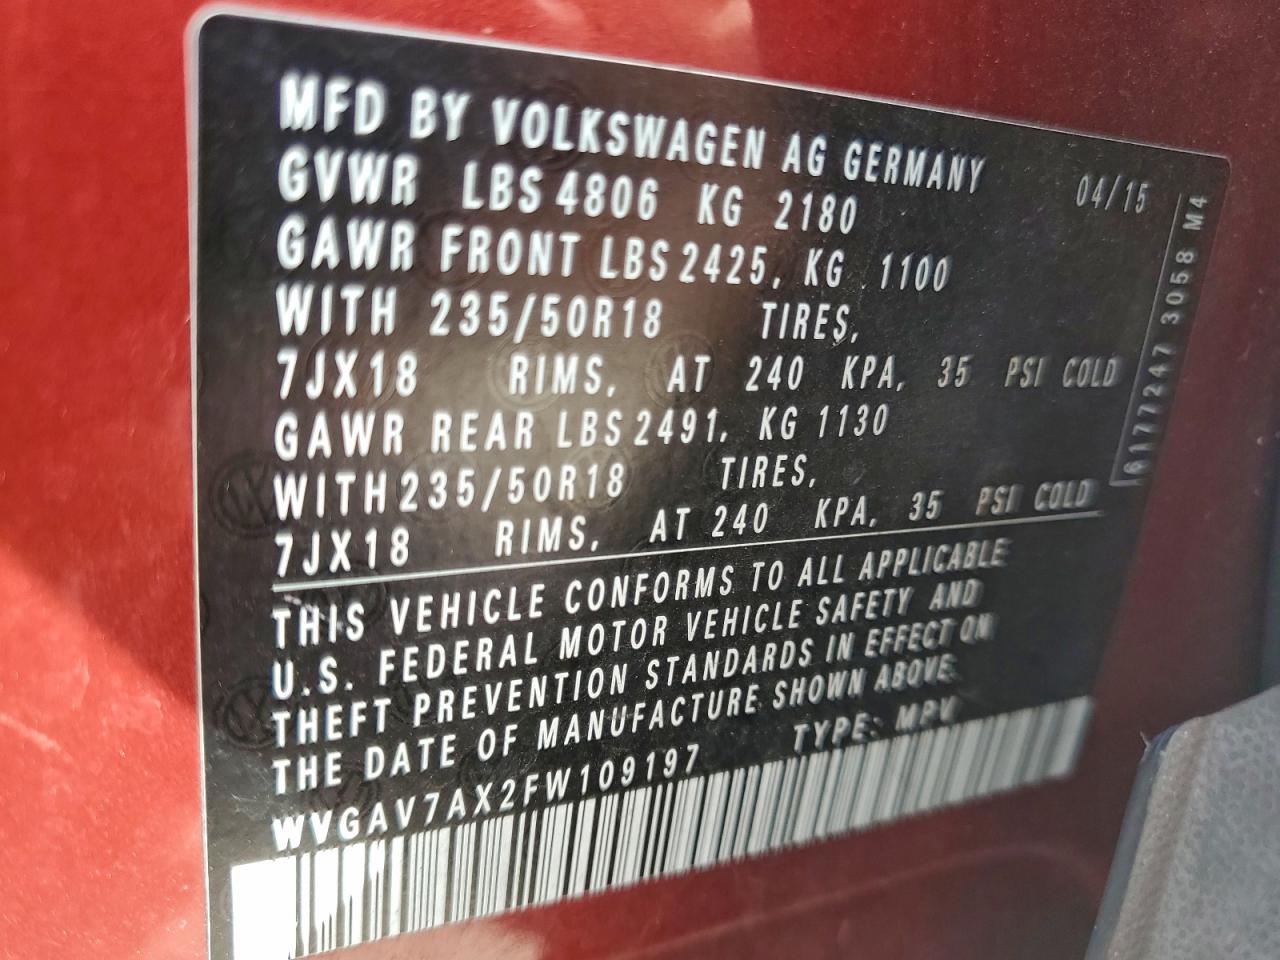 MFD BY VOLKSWAGEN AG GERMANY
04/15
GVWR LBS 4806 KG 2180
GAWR FRONT LBS 2425, KG 1100
WITH 235/50R18 TIRES,
7JX18 RIMS, AT 240 KPA, 35 PSI COLD
GAWR REAR LBS 2491, KG 1130
WITH 235/50R18 TIRES,
7JX18 RIMS, AT 240 KPA, 35 PSI COLD
THIS VEHICLE CONFORMS TO ALL APPLICABLE
U.S. FEDERAL MOTOR VEHICLE SAFETY AND
THEFT PREVENTION STANDARDS IN EFFECT ON
THE DATE OF MANUFACTURE SHOWN ABOVE.
WVGAV7AX2FW109197 TYPE: MPV
6177247 3058 M4